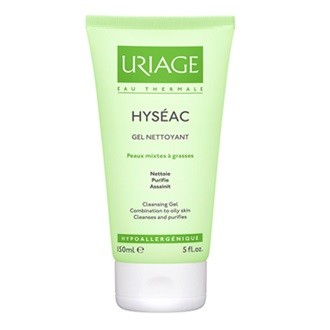 URIAGE
EAU THERMALE
HYSÉAC
GEL NETTOYANT
Peaux mixtes à grasses
Nettoie
Purifie
Assainit
Cleansing Gel
Combination to oily skin
Cleanses and purifies
HYPOALLERGÉNIQUE
150mL e 5 fl.oz.